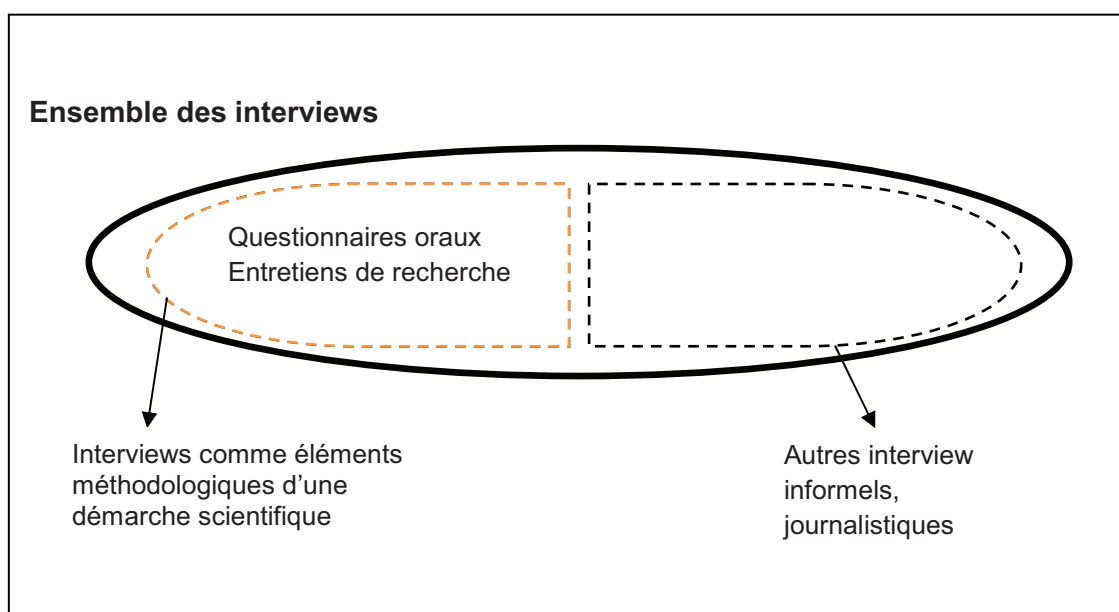 Ensemble des interviews
Questionnaires oraux
Entretiens de recherche
Interviews comme éléments
méthodologiques d’une
démarche scientifique
Autres interview
informels,
journalistiques